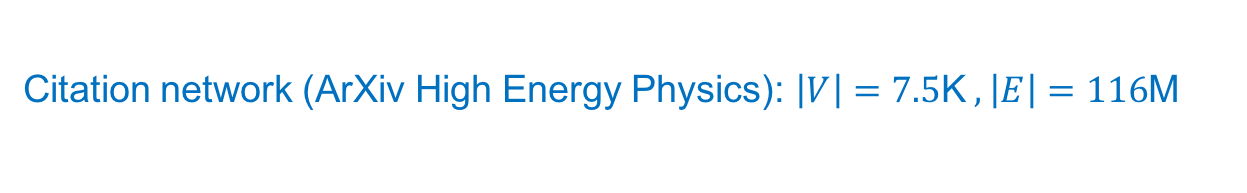 Citation network (ArXiv High Energy Physics): |V| = 7.5K, |E| = 116M